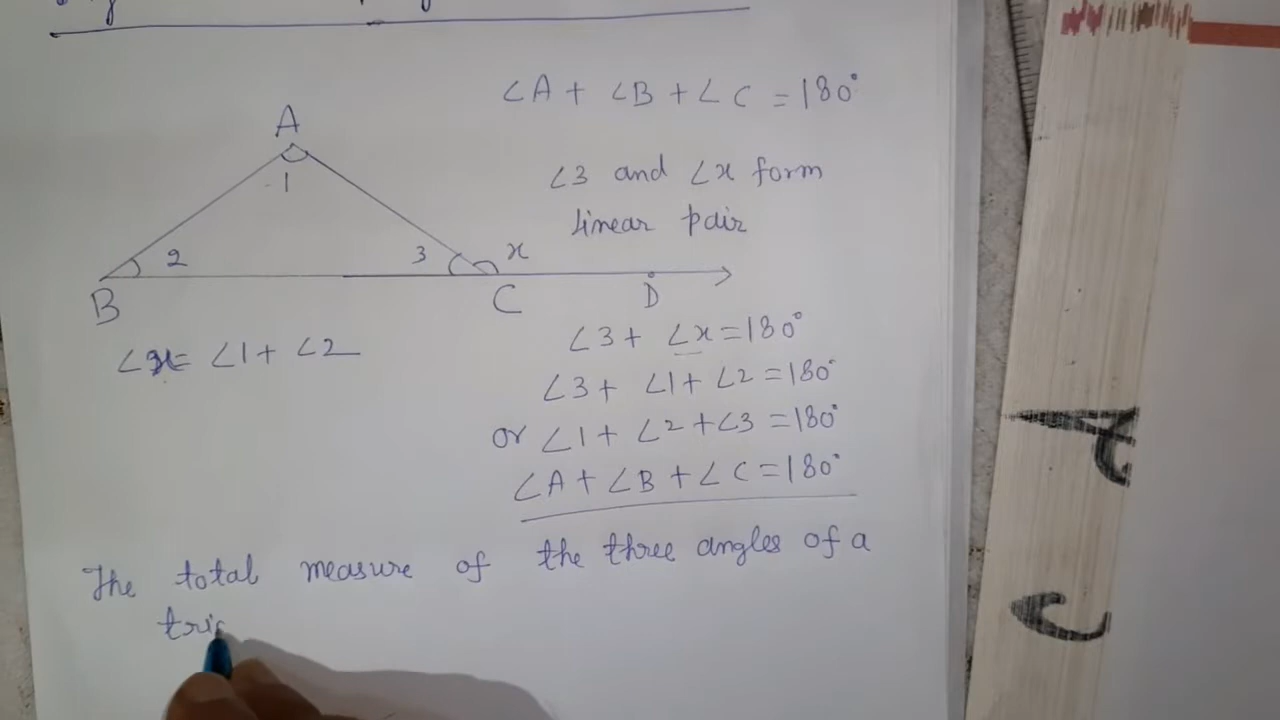 ∠A + ∠B + ∠C = 180°
A
∠3 and ∠x form
linear pair
1
2
3
x
B
C
D
∠x = ∠1 + ∠2
∠3 + ∠x = 180°
∠3 + ∠1 + ∠2 = 180°
or ∠1 + ∠2 + ∠3 = 180°
∠A + ∠B + ∠C = 180°
The total measure of the three angles of a
tri